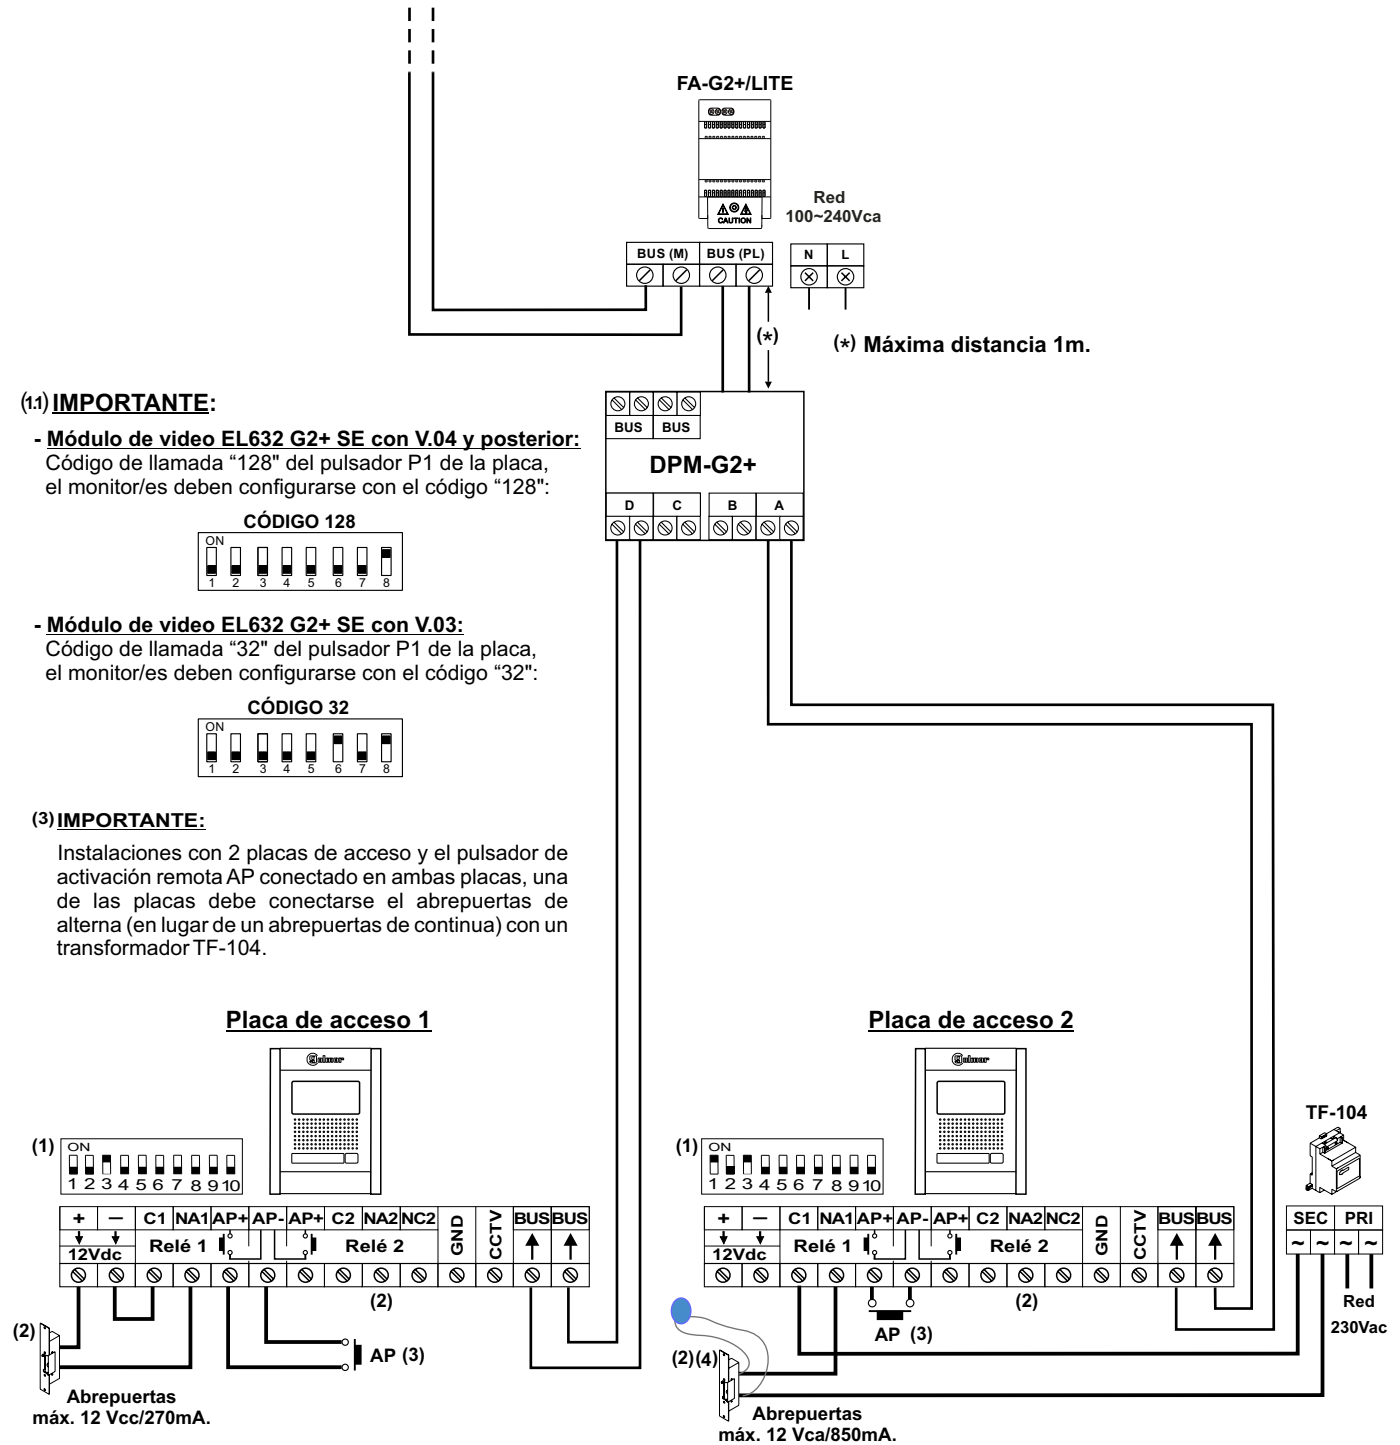 FA-G2+/LITE
CAUTION
Red
100~240Vca
BUS (M) BUS (PL)
N L
(*)
(*) Máxima distancia 1m.
(1.1) IMPORTANTE:
- Módulo de video EL632 G2+ SE con V.04 y posterior:
Código de llamada “128" del pulsador P1 de la placa,
el monitor/es deben configurarse con el código “128":
CÓDIGO 128
ON
1 2 3 4 5 6 7 8
- Módulo de video EL632 G2+ SE con V.03:
Código de llamada “32" del pulsador P1 de la placa,
el monitor/es deben configurarse con el código “32":
CÓDIGO 32
ON
1 2 3 4 5 6 7 8
BUS BUS
DPM-G2+
D C B A
(3) IMPORTANTE:
Instalaciones con 2 placas de acceso y el pulsador de
activación remota AP conectado en ambas placas, una
de las placas debe conectarse el abrepuertas de
alterna (en lugar de un abrepuertas de continua) con un
transformador TF-104.
Placa de acceso 1
Golmar
(1)
ON
1 2 3 4 5 6 7 8 9 10
+ – C1 NA1 AP+ AP- AP+ C2 NA2 NC2 GND CCTV BUS BUS
12Vdc Relé 1 Relé 2
(2)
(2)
AP (3)
Abrepuertas
máx. 12 Vcc/270mA.
Placa de acceso 2
Golmar
(1)
ON
1 2 3 4 5 6 7 8 9 10
+ – C1 NA1 AP+ AP- AP+ C2 NA2 NC2 GND CCTV BUS BUS
12Vdc Relé 1 Relé 2
(2)
AP (3)
(2)(4)
Abrepuertas
máx. 12 Vca/850mA.
TF-104
SEC PRI
~ ~ ~ ~
Red
230Vac